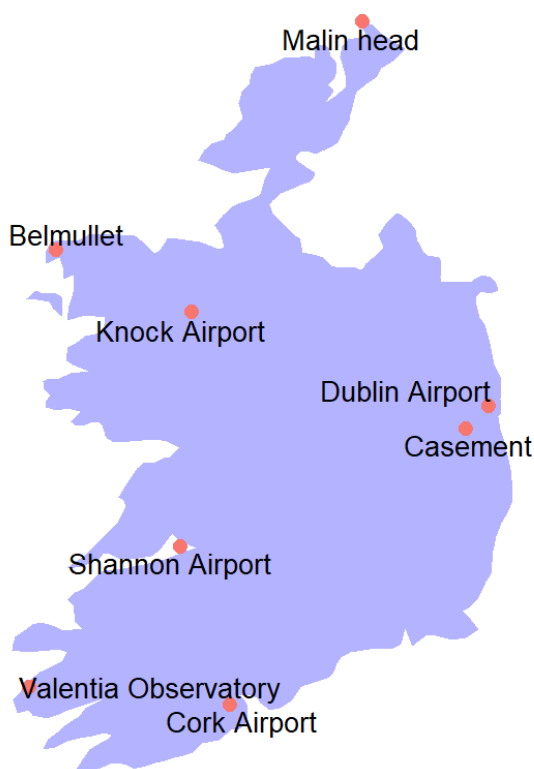 Malin head
Belmullet
Knock Airport
Dublin Airport
Casement
Shannon Airport
Valentia Observatory
Cork Airport